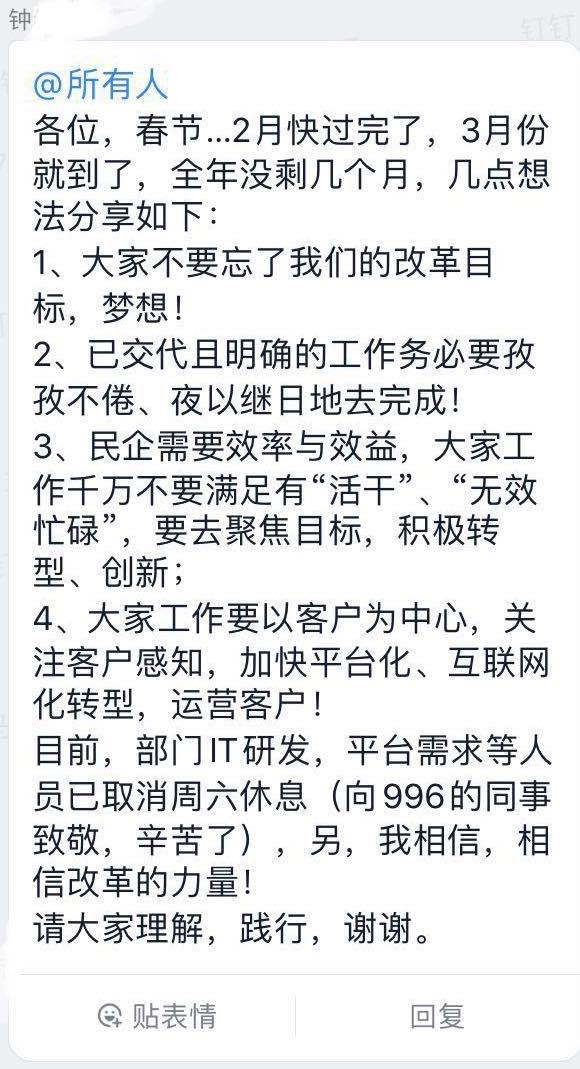 钟
钉钉
@所有人
各位，春节...2月快过完了，3月份
就到了，全年没剩几个月，几点想
法分享如下：
1、大家不要忘了我们的改革目
标，梦想！
2、已交代且明确的工作务必要孜
孜不倦、夜以继日地去完成！
3、民企需要效率与效益，大家工
作千万不要满足有“活干”、“无效
忙碌”，要去聚焦目标，积极转
型、创新；
4、大家工作要以客户为中心，关
注客户感知，加快平台化、互联网
化转型，运营客户！
目前，部门IT研发，平台需求等人
员已取消周六休息（向996的同事
致敬，辛苦了），另，我相信，相
信改革的力量！
请大家理解，践行，谢谢。
贴表情
回复